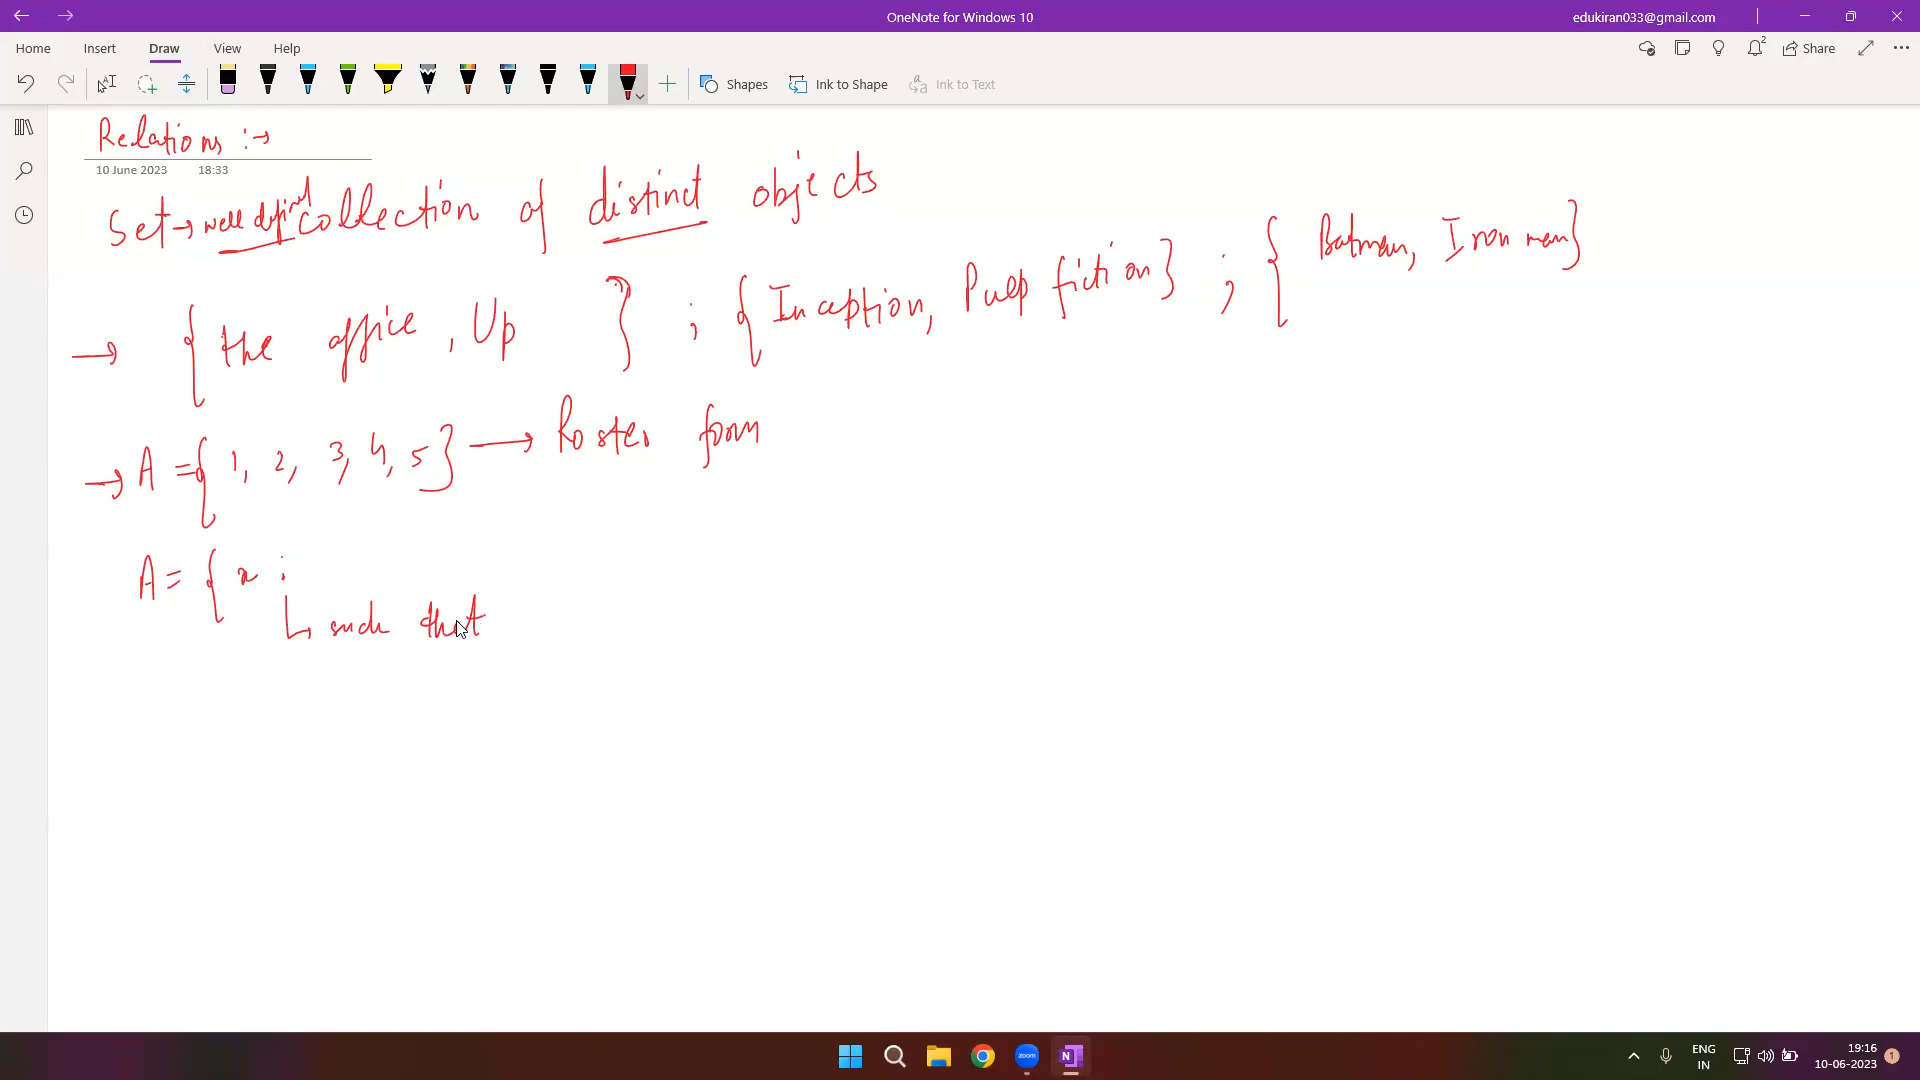 OneNote for Windows 10
edukiran033@gmail.com
Home Insert Draw View Help
2
Share
Shapes Ink to Shape Ink to Text
Relations :→
10 June 2023 18:33
Set → well defined collection of distinct objects
→ { the office , Up } ; { Inception, Pulp fiction } ; { Batman, Iron man }
→ A = { 1, 2, 3, 4, 5 } → Roster form
A = { x :
↳ such that
zoom
N
ENG
IN
19:16
10-06-2023
1